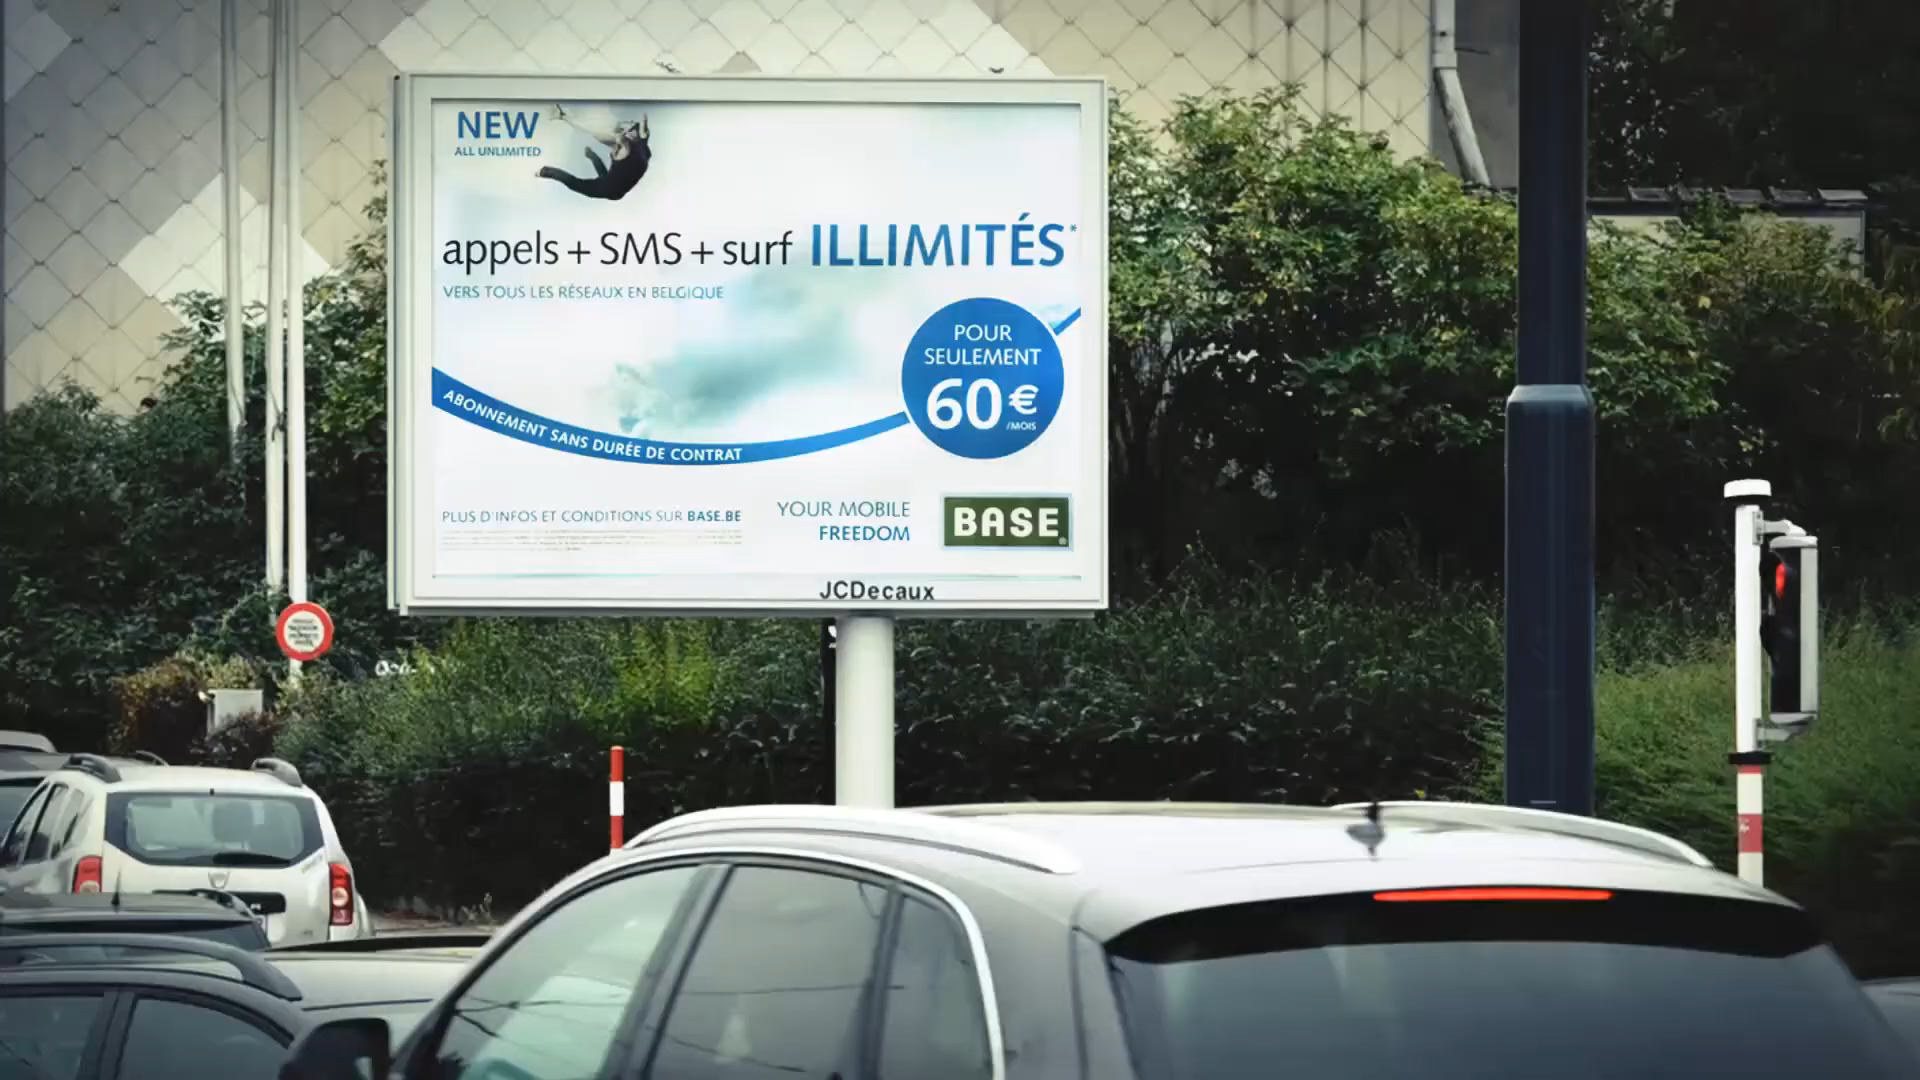 NEW
ALL UNLIMITED
appels + SMS + surf ILLIMITÉS*
VERS TOUS LES RÉSEAUX EN BELGIQUE
POUR
SEULEMENT
60€
/MOIS
ABONNEMENT SANS DURÉE DE CONTRAT
PLUS D'INFOS ET CONDITIONS SUR BASE.BE
YOUR MOBILE
FREEDOM
BASE®
JCDecaux